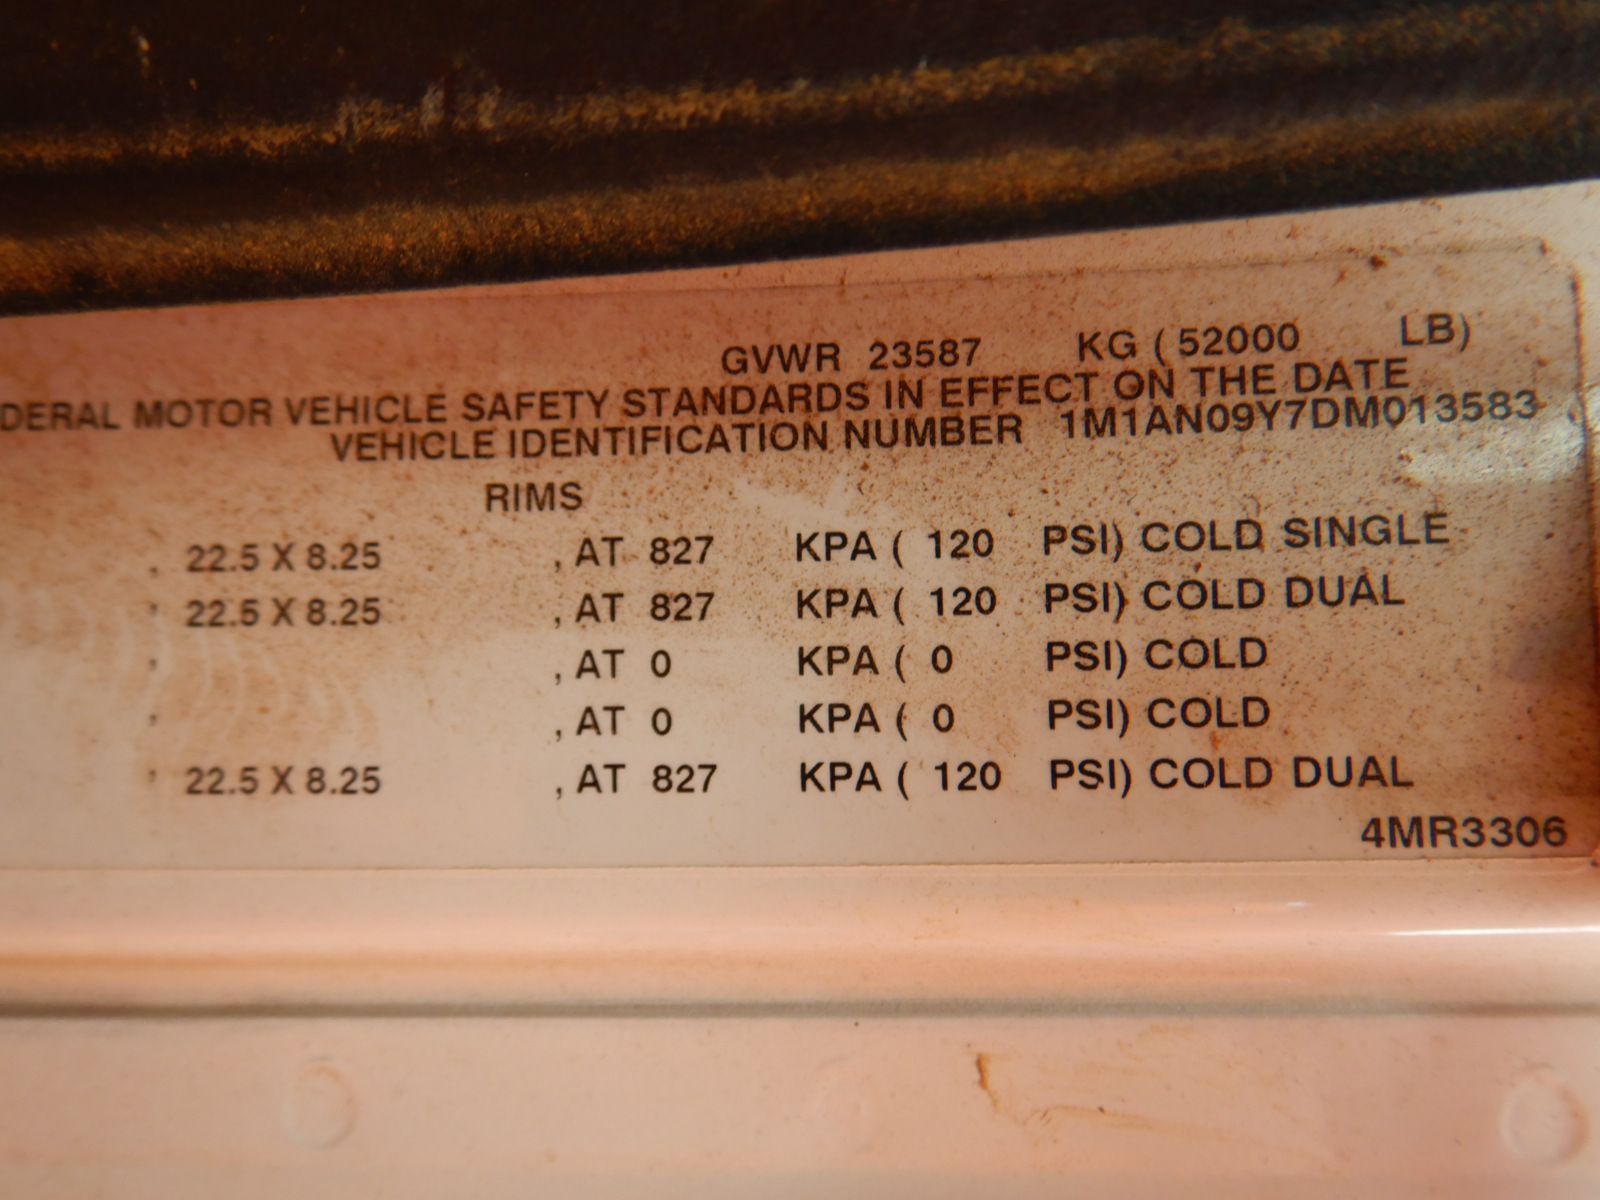 GVWR 23587 KG ( 52000 LB)
DERAL MOTOR VEHICLE SAFETY STANDARDS IN EFFECT ON THE DATE
VEHICLE IDENTIFICATION NUMBER 1M1AN09Y7DM013583
RIMS
, 22.5 X 8.25 , AT 827 KPA ( 120 PSI) COLD SINGLE
, 22.5 X 8.25 , AT 827 KPA ( 120 PSI) COLD DUAL
, , AT 0 KPA ( 0 PSI) COLD
, , AT 0 KPA ( 0 PSI) COLD
, 22.5 X 8.25 , AT 827 KPA ( 120 PSI) COLD DUAL
4MR3306